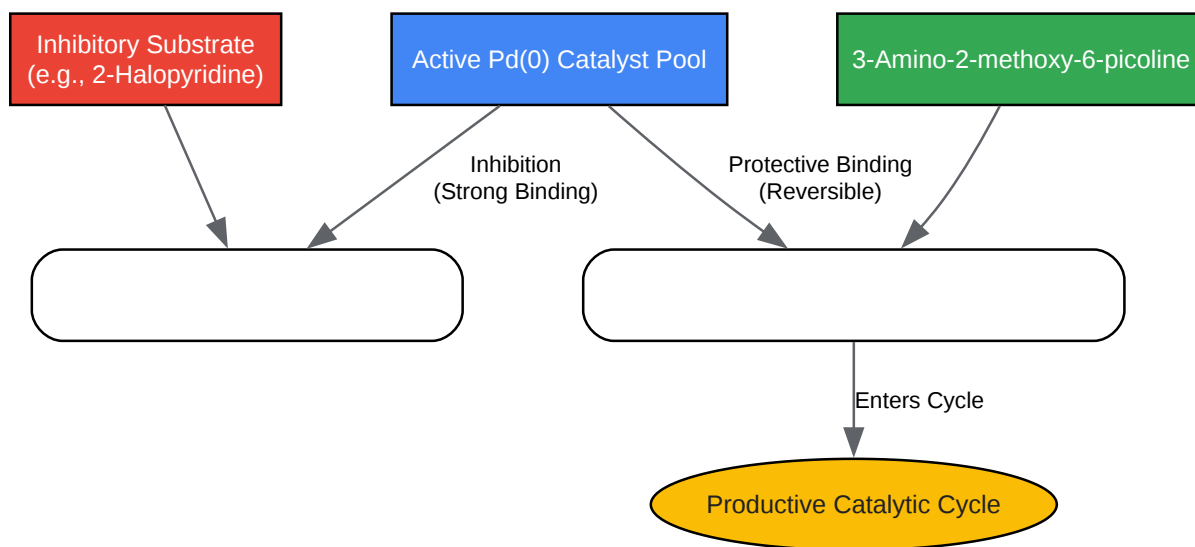 Inhibitory Substrate
(e.g., 2-Halopyridine)
Active Pd(0) Catalyst Pool
3-Amino-2-methoxy-6-picoline
Inhibition
(Strong Binding)
Protective Binding
(Reversible)
Enters Cycle
Productive Catalytic Cycle